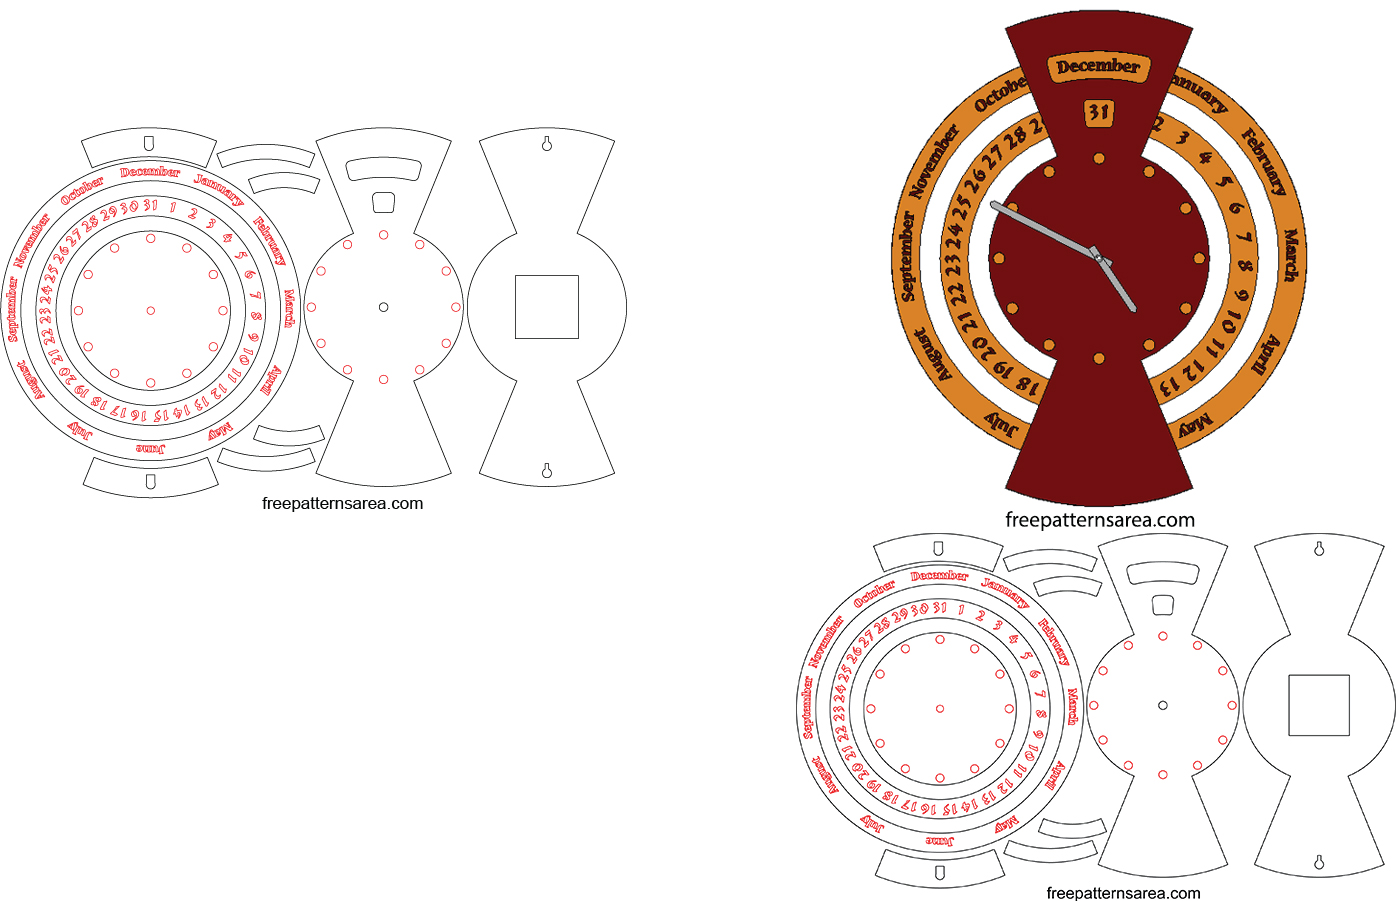 December
January
February
March
April
May
June
July
August
September
November
October
1 2 3 4 5 6 7 8 9 10 11 12 13 14 15 16 17 18 19 20 21 22 23 24 25 26 27 28 29 30 31
freepatternsarea.com
December
31
January
February
March
April
May
July
August
September
November
Octobe
2 3 4 5 6 7 8 9 10 11 12 13
18 19 20 21 22 23 24 25 26 27 28 2
freepatternsarea.com
December
January
February
March
April
May
June
July
August
September
November
October
1 2 3 4 5 6 7 8 9 10 11 12 13 14 15 16 17 18 19 20 21 22 23 24 25 26 27 28 29 30 31
freepatternsarea.com